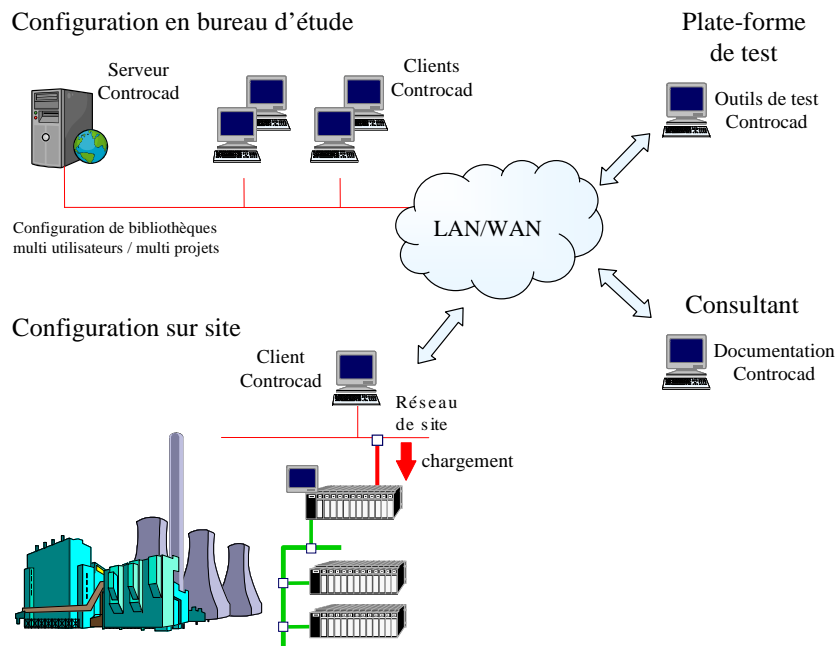 Configuration en bureau d'étude
Plate-forme
de test
Serveur
Controcad
Clients
Controcad
Outils de test
Controcad
Configuration de bibliothèques
multi utilisateurs / multi projets
LAN/WAN
Configuration sur site
Consultant
Client
Controcad
Documentation
Controcad
Réseau
de site
chargement